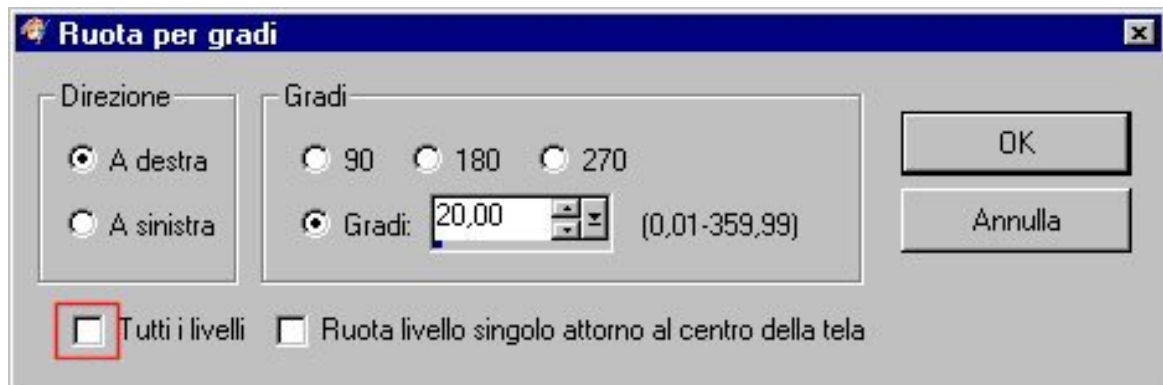 Ruota per gradi
Direzione
A destra
A sinistra
Gradi
90 180 270
Gradi: 20,00 (0,01-359,99)
OK
Annulla
Tutti i livelli
Ruota livello singolo attorno al centro della tela